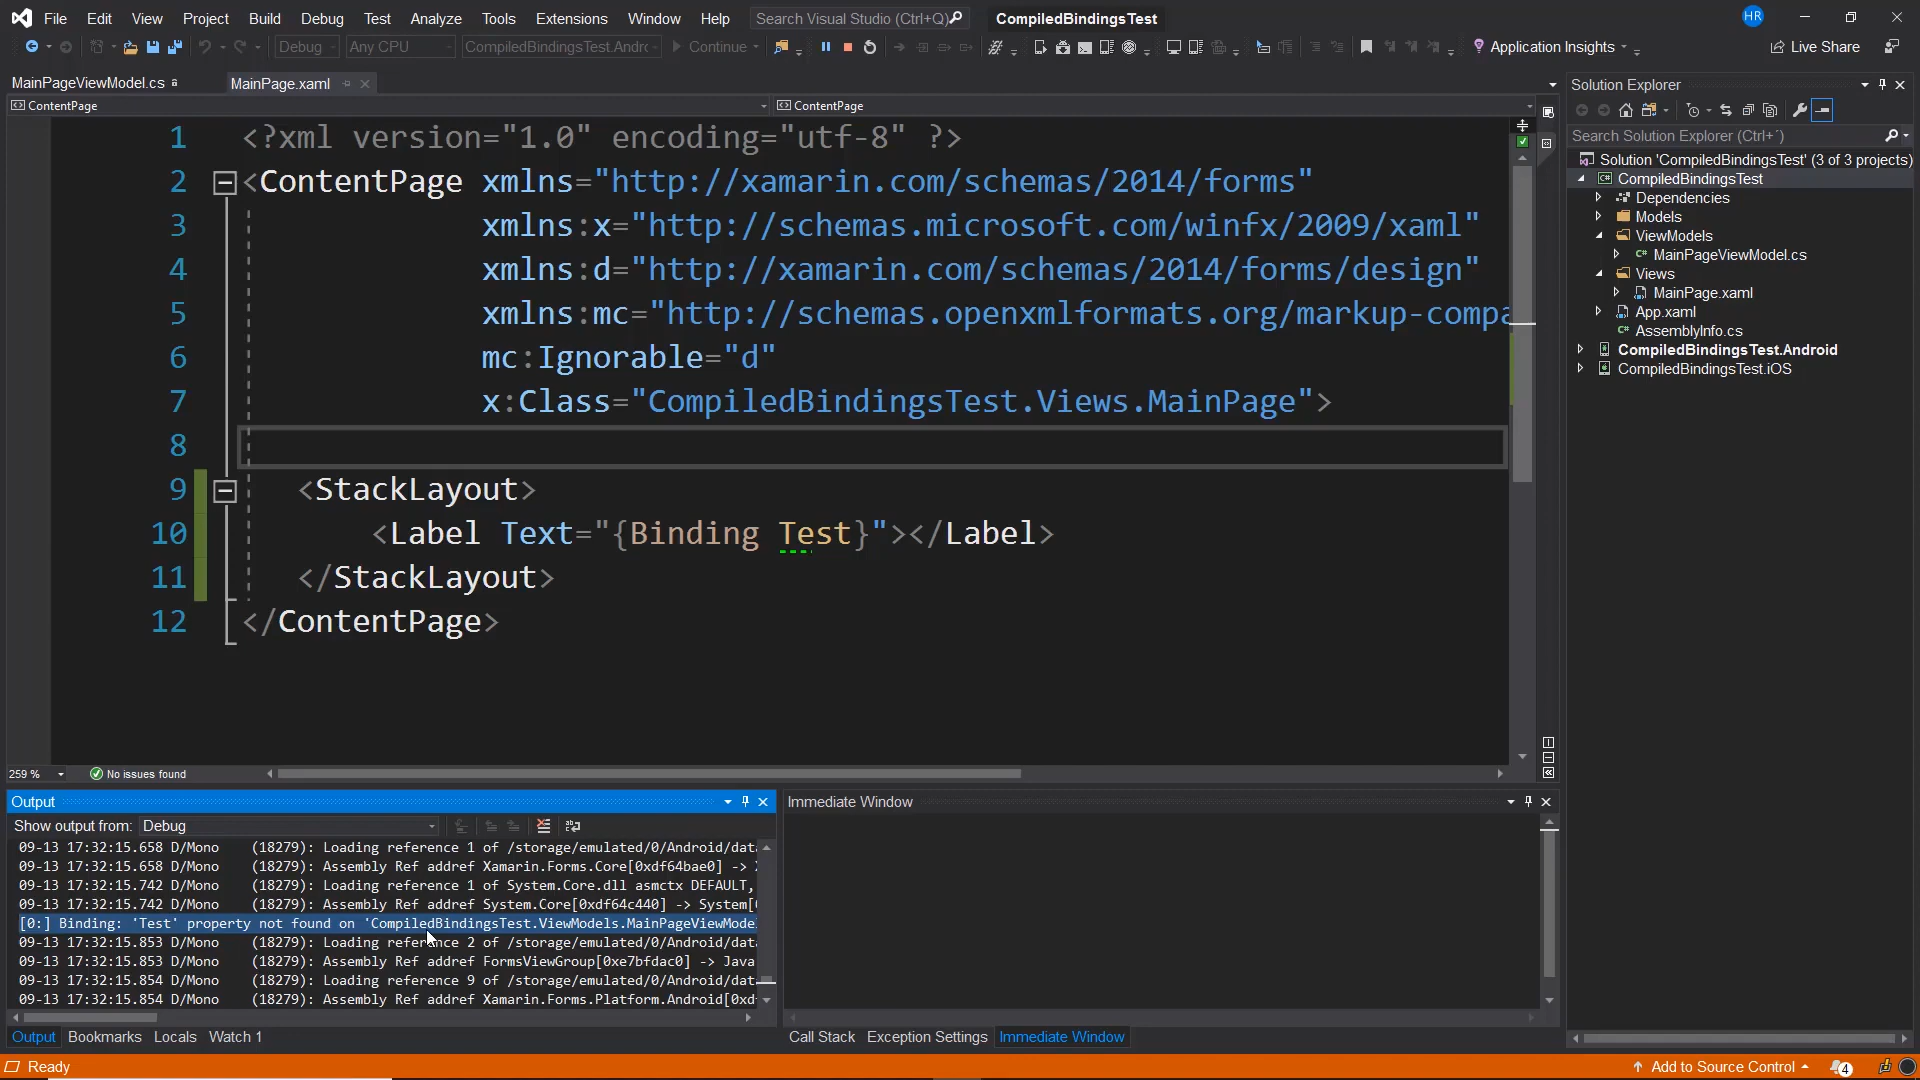 File Edit View Project Build Debug Test Analyze Tools Extensions Window Help Search Visual Studio (Ctrl+Q) CompiledBindingsTest HR
Debug Any CPU CompiledBindingsTest.Andro Continue Application Insights Live Share
MainPageViewModel.cs MainPage.xaml
ContentPage ContentPage
1 <?xml version="1.0" encoding="utf-8" ?>
2 <ContentPage xmlns="http://xamarin.com/schemas/2014/forms"
3 xmlns:x="http://schemas.microsoft.com/winfx/2009/xaml"
4 xmlns:d="http://xamarin.com/schemas/2014/forms/design"
5 xmlns:mc="http://schemas.openxmlformats.org/markup-compa
6 mc:Ignorable="d"
7 x:Class="CompiledBindingsTest.Views.MainPage">
8
9 <StackLayout>
10 <Label Text="{Binding Test}"></Label>
11 </StackLayout>
12 </ContentPage>
259 % No issues found
Solution Explorer
Search Solution Explorer (Ctrl+´)
Solution 'CompiledBindingsTest' (3 of 3 projects)
CompiledBindingsTest
Dependencies
Models
ViewModels
MainPageViewModel.cs
Views
MainPage.xaml
App.xaml
AssemblyInfo.cs
CompiledBindingsTest.Android
CompiledBindingsTest.iOS
Output
Show output from: Debug
09-13 17:32:15.658 D/Mono (18279): Loading reference 1 of /storage/emulated/0/Android/dat
09-13 17:32:15.658 D/Mono (18279): Assembly Ref addref Xamarin.Forms.Core[0xdf64bae0] ->
09-13 17:32:15.742 D/Mono (18279): Loading reference 1 of System.Core.dll asmctx DEFAULT,
09-13 17:32:15.742 D/Mono (18279): Assembly Ref addref System.Core[0xdf64c440] -> System[
[0:] Binding: 'Test' property not found on 'CompiledBindingsTest.ViewModels.MainPageViewMode
09-13 17:32:15.853 D/Mono (18279): Loading reference 2 of /storage/emulated/0/Android/dat
09-13 17:32:15.853 D/Mono (18279): Assembly Ref addref FormsViewGroup[0xe7bfdac0] -> Java
09-13 17:32:15.854 D/Mono (18279): Loading reference 9 of /storage/emulated/0/Android/dat
09-13 17:32:15.854 D/Mono (18279): Assembly Ref addref Xamarin.Forms.Platform.Android[0xd
Output Bookmarks Locals Watch 1
Immediate Window
Call Stack Exception Settings Immediate Window
Ready Add to Source Control 4